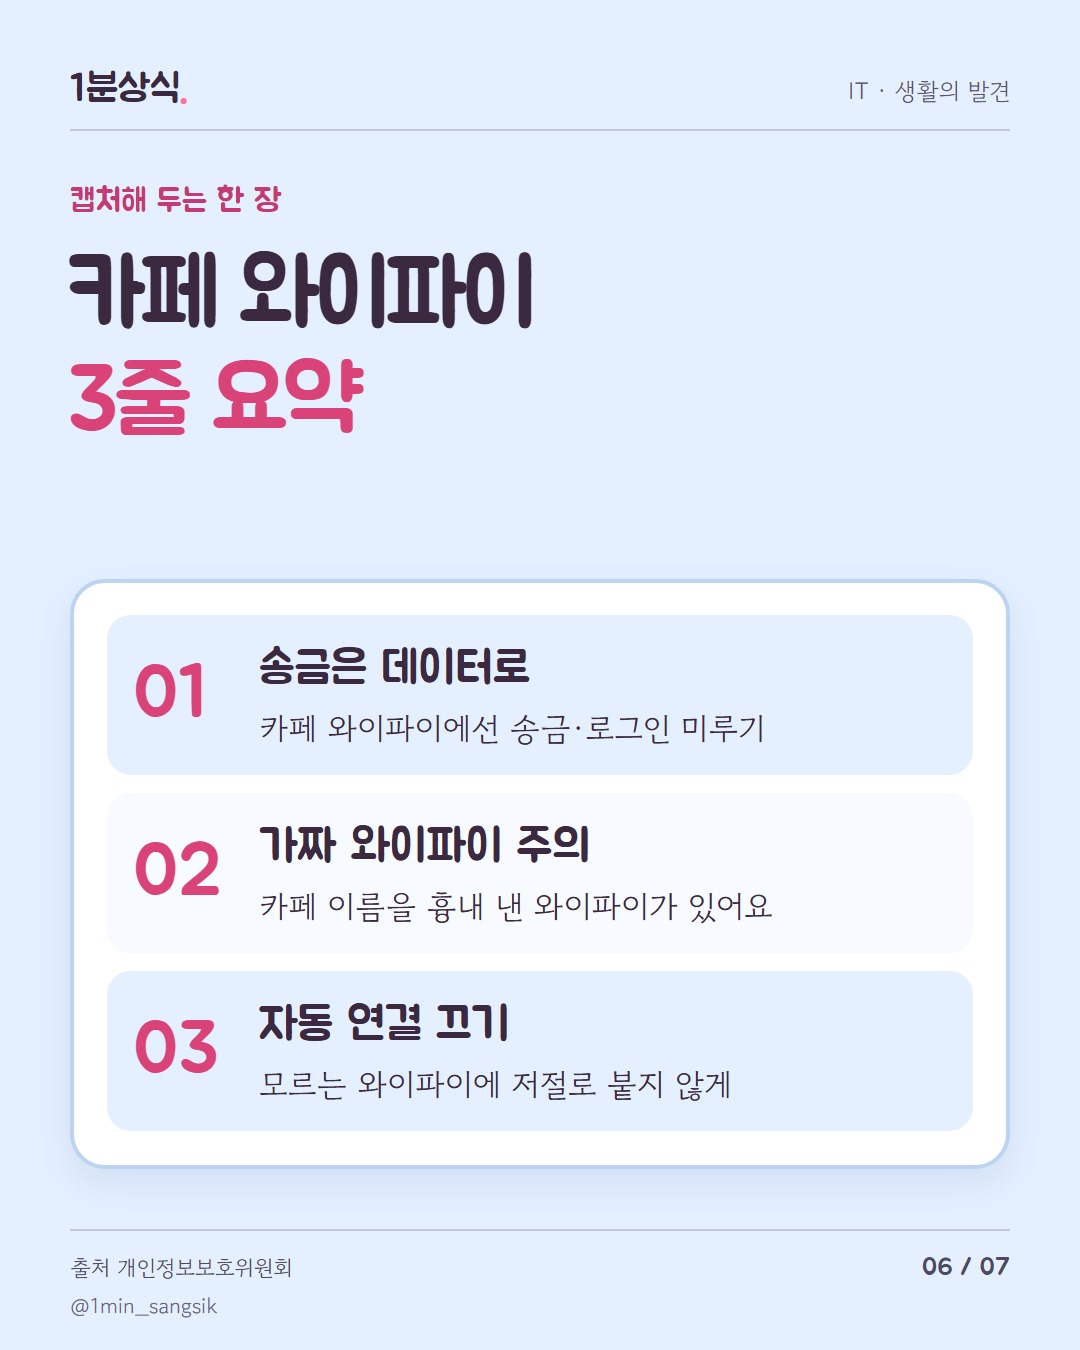 1분상식.
IT · 생활의 발견
캡처해 두는 한 장
카페 와이파이
3줄 요약
01
송금은 데이터로
카페 와이파이에선 송금·로그인 미루기
02
가짜 와이파이 주의
카페 이름을 흉내 낸 와이파이가 있어요
03
자동 연결 끄기
모르는 와이파이에 저절로 붙지 않게
출처 개인정보보호위원회
06 / 07
@1min_sangsik